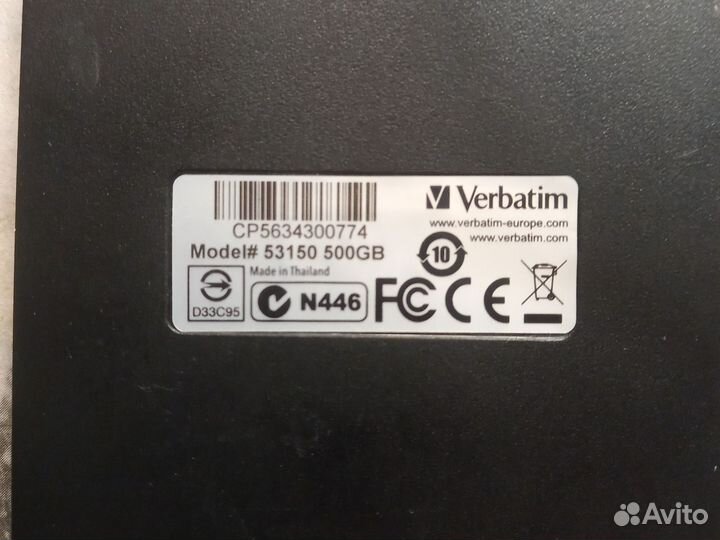 CP5634300774
Model# 53150 500GB
Made in Thailand
D33C95
N446
Verbatim
www.verbatim-europe.com
www.verbatim.com
10
FC CE
Avito